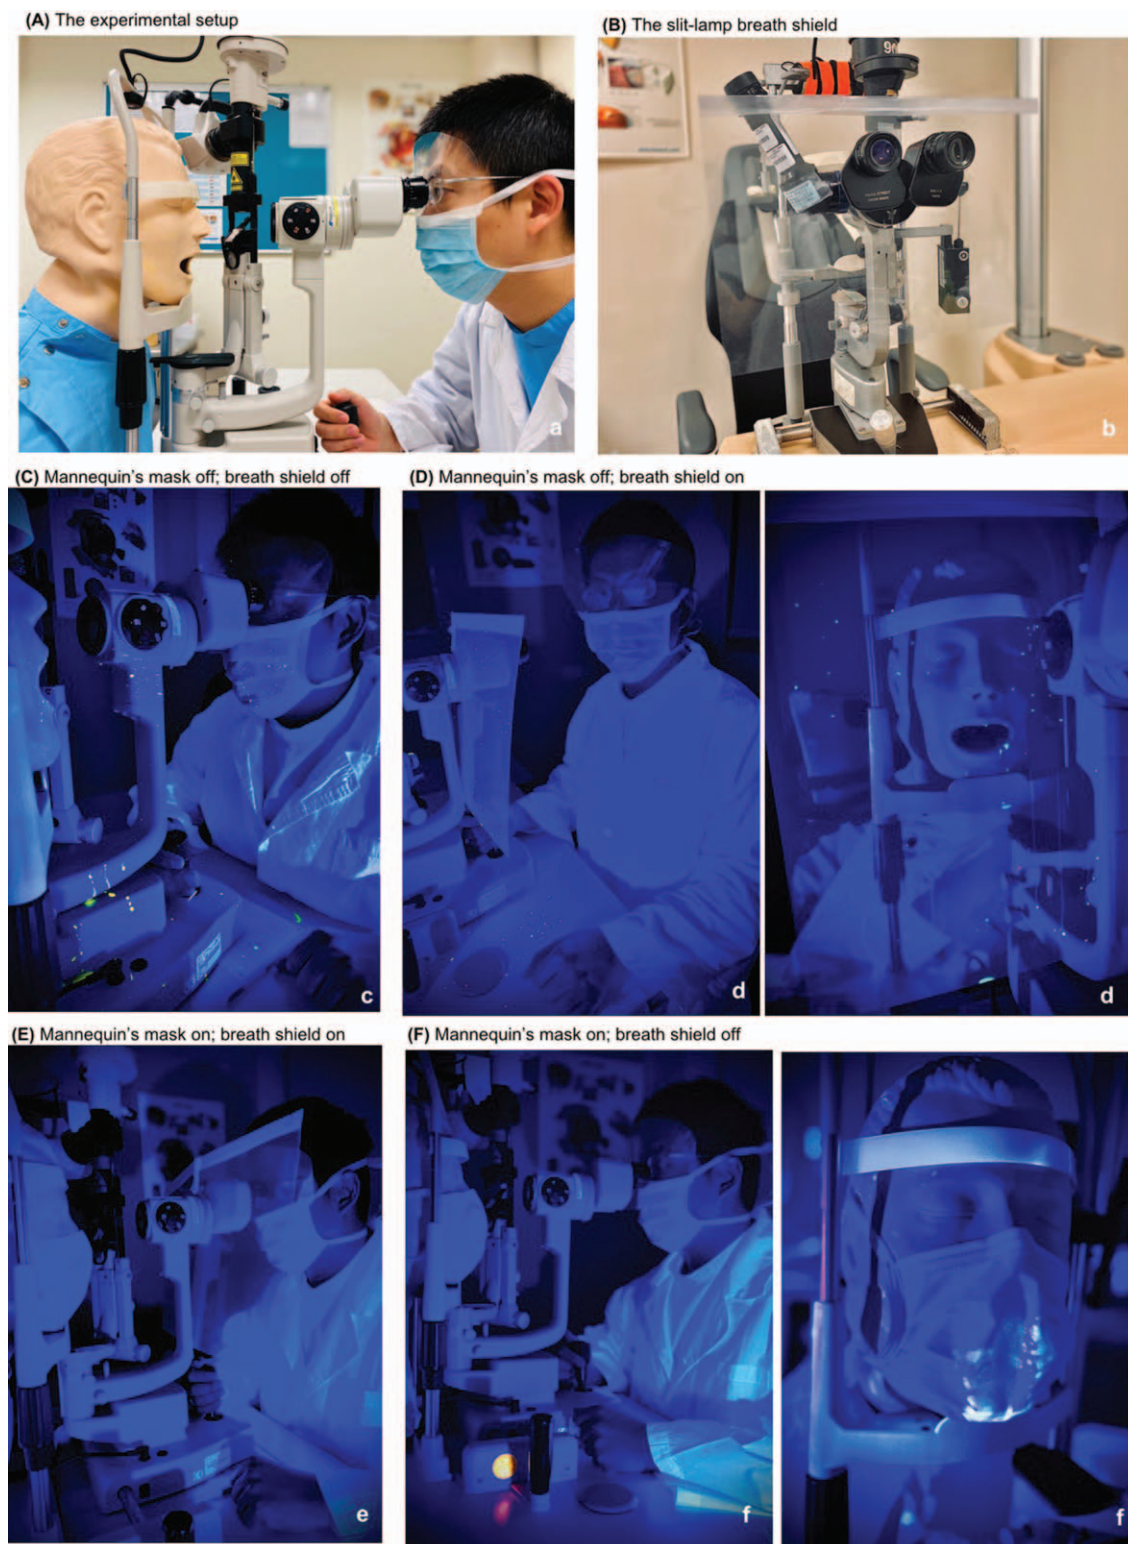 (A) The experimental setup
(B) The slit-lamp breath shield
a
b
(C) Mannequin's mask off; breath shield off
(D) Mannequin's mask off; breath shield on
c
d
d
(E) Mannequin's mask on; breath shield on
(F) Mannequin's mask on; breath shield off
e
f
f